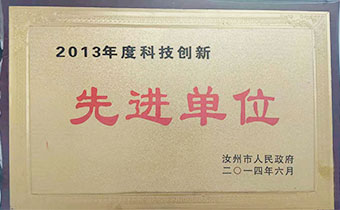 2013年度科技创新
先进单位
汝州市人民政府
二〇一四年六月